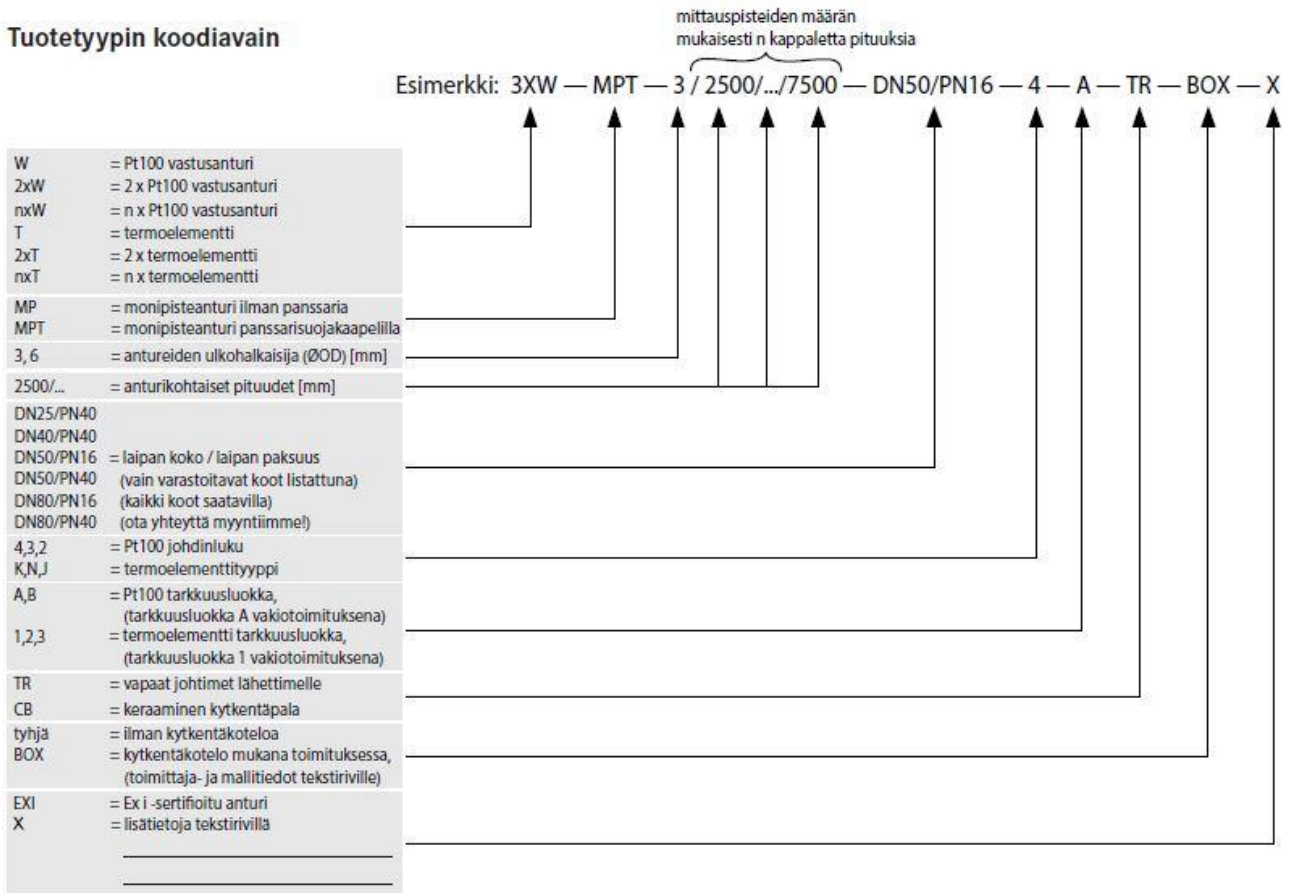 mittauspisteiden määrän
mukaisesti n kappaletta pituuksia
Tuotetyypin koodiavain
Esimerkki: 3XW — MPT — 3 / 2500/.../7500 — DN50/PN16 — 4 — A — TR — BOX — X
W = Pt100 vastusanturi
2xW = 2 x Pt100 vastusanturi
nxW = n x Pt100 vastusanturi
T = termoelementti
2xT = 2 x termoelementti
nxT = n x termoelementti
MP = monipisteanturi ilman panssaria
MPT = monipisteanturi panssarisuojakaapelilla
3, 6 = antureiden ulkohalkaisija (ØOD) [mm]
2500/... = anturikohtaiset pituudet [mm]
DN25/PN40
DN40/PN40
DN50/PN16 = laipan koko / laipan paksuus
DN50/PN40 (vain varastoitavat koot listattuna)
DN80/PN16 (kaikki koot saatavilla)
DN80/PN40 (ota yhteyttä myyntiimme!)
4,3,2 = Pt100 johdinluku
K,N,J = termoelementtityyppi
A,B = Pt100 tarkkuusluokka,
(tarkkuusluokka A vakiotoimituksena)
1,2,3 = termoelementti tarkkuusluokka,
(tarkkuusluokka 1 vakiotoimituksena)
TR = vapaat johtimet lähettimelle
CB = keraaminen kytkentäpala
tyhjä = ilman kytkentäkoteloa
BOX = kytkentäkotelo mukana toimituksessa,
(toimittaja- ja mallitiedot tekstiriville)
EXI = Ex i -sertifioitu anturi
X = lisätietoja tekstirivillä